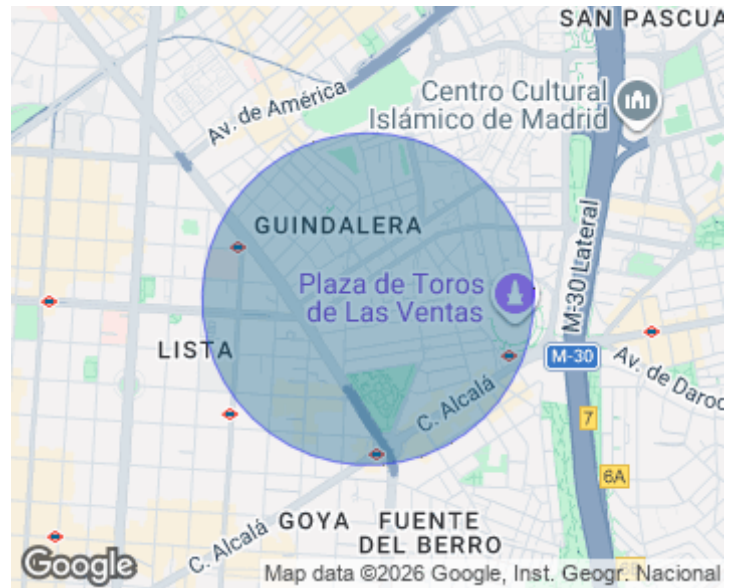 SAN PASCUA
Centro Cultural
Islámico de Madrid
Av. de América
GUINDALERA
Plaza de Toros
de Las Ventas
M-30 Lateral
LISTA
M-30
Av. de Daroc
C. Alcalá
7
6A
GOYA
FUENTE
DEL BERRO
C. Alcalá
Google
Map data ©2026 Google, Inst. Geogr. Nacional